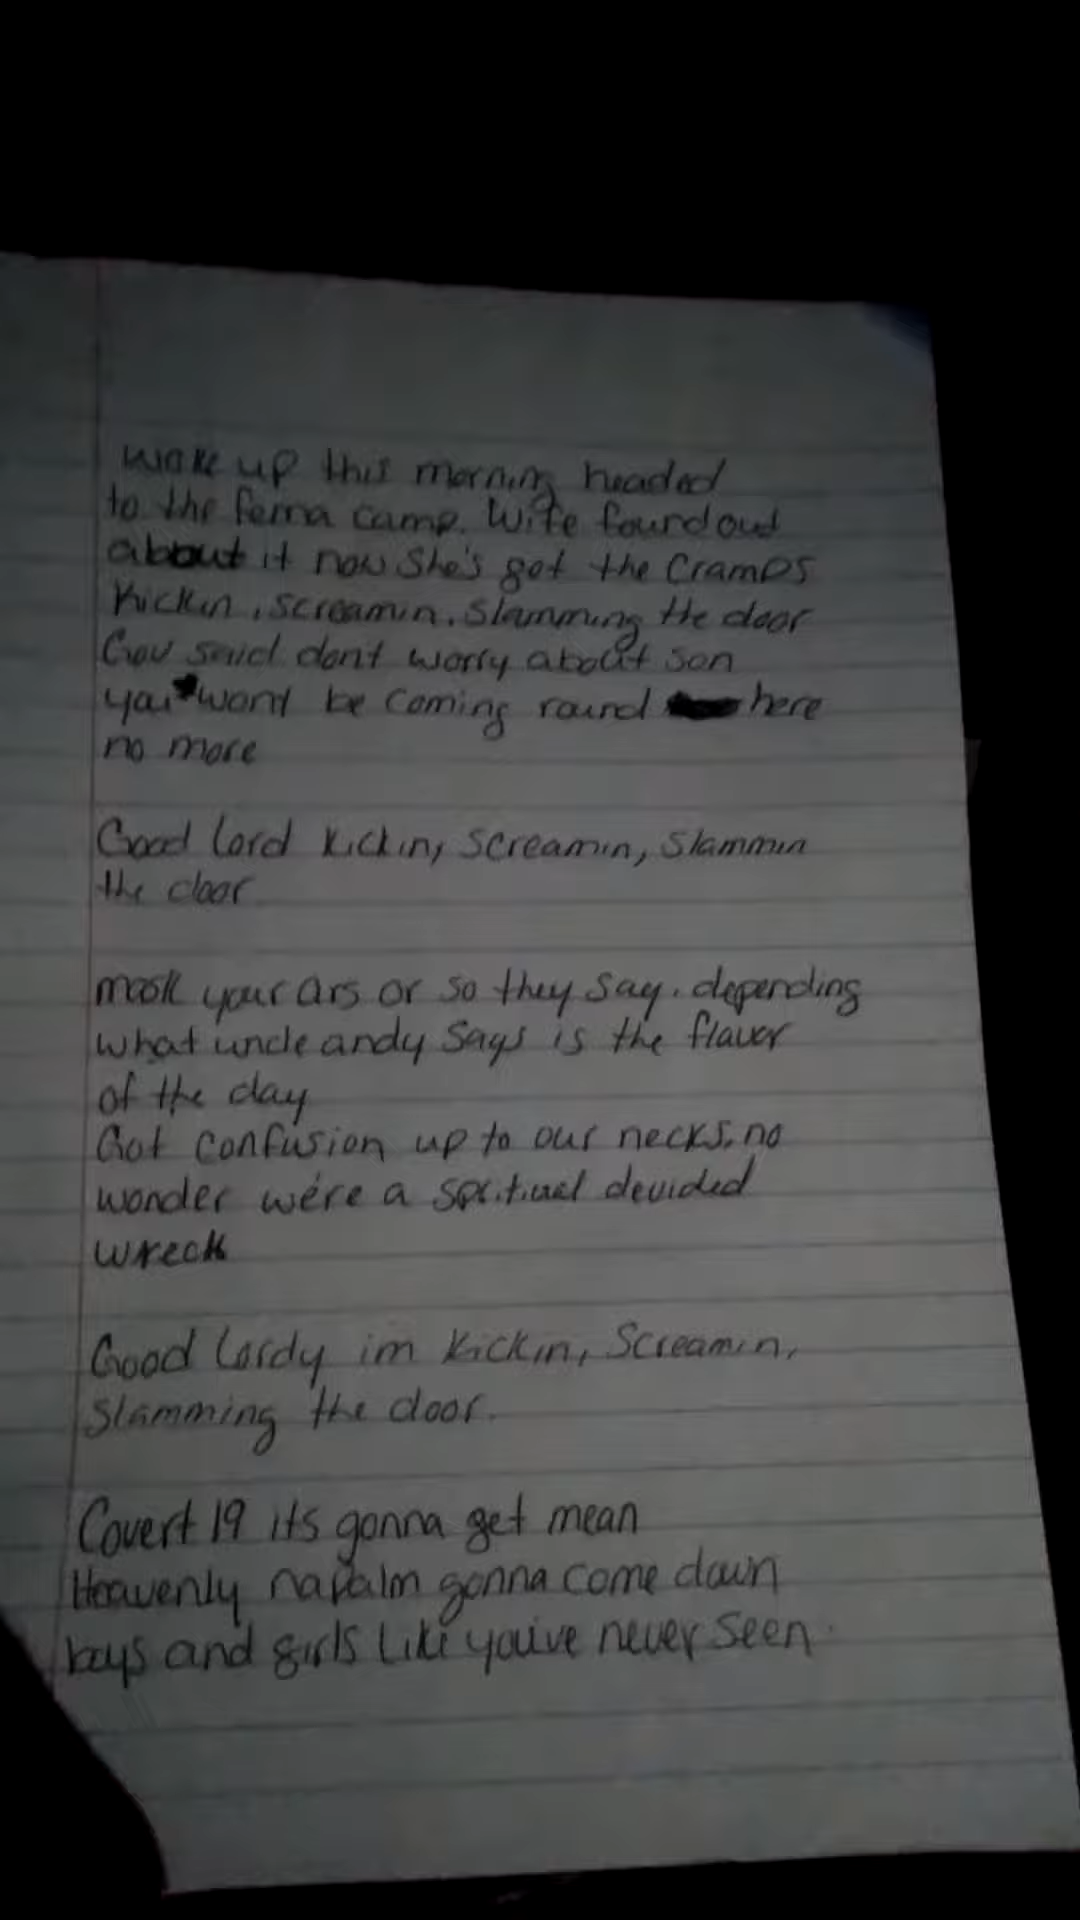 woke up this morning headed
to the fema camp. Wife found out
about it now She's got the Cramps
Kickin, screamin, Slamming the door
Gov said dont worry about son
you wont be coming round here
no more
Good Lord Kickin, Screamin, Slammin
the door
mask your ars or so they say. depending
what uncle andy Says is the flavor
of the day
Got confusion up to our necks, no
wonder we're a spiritual devided
wreck
Good Lordy im Kickin, Screamin,
Slamming the door.
Covert 19 its gonna get mean
Heavenly napalm gonna come down
boys and girls Like you've never seen.